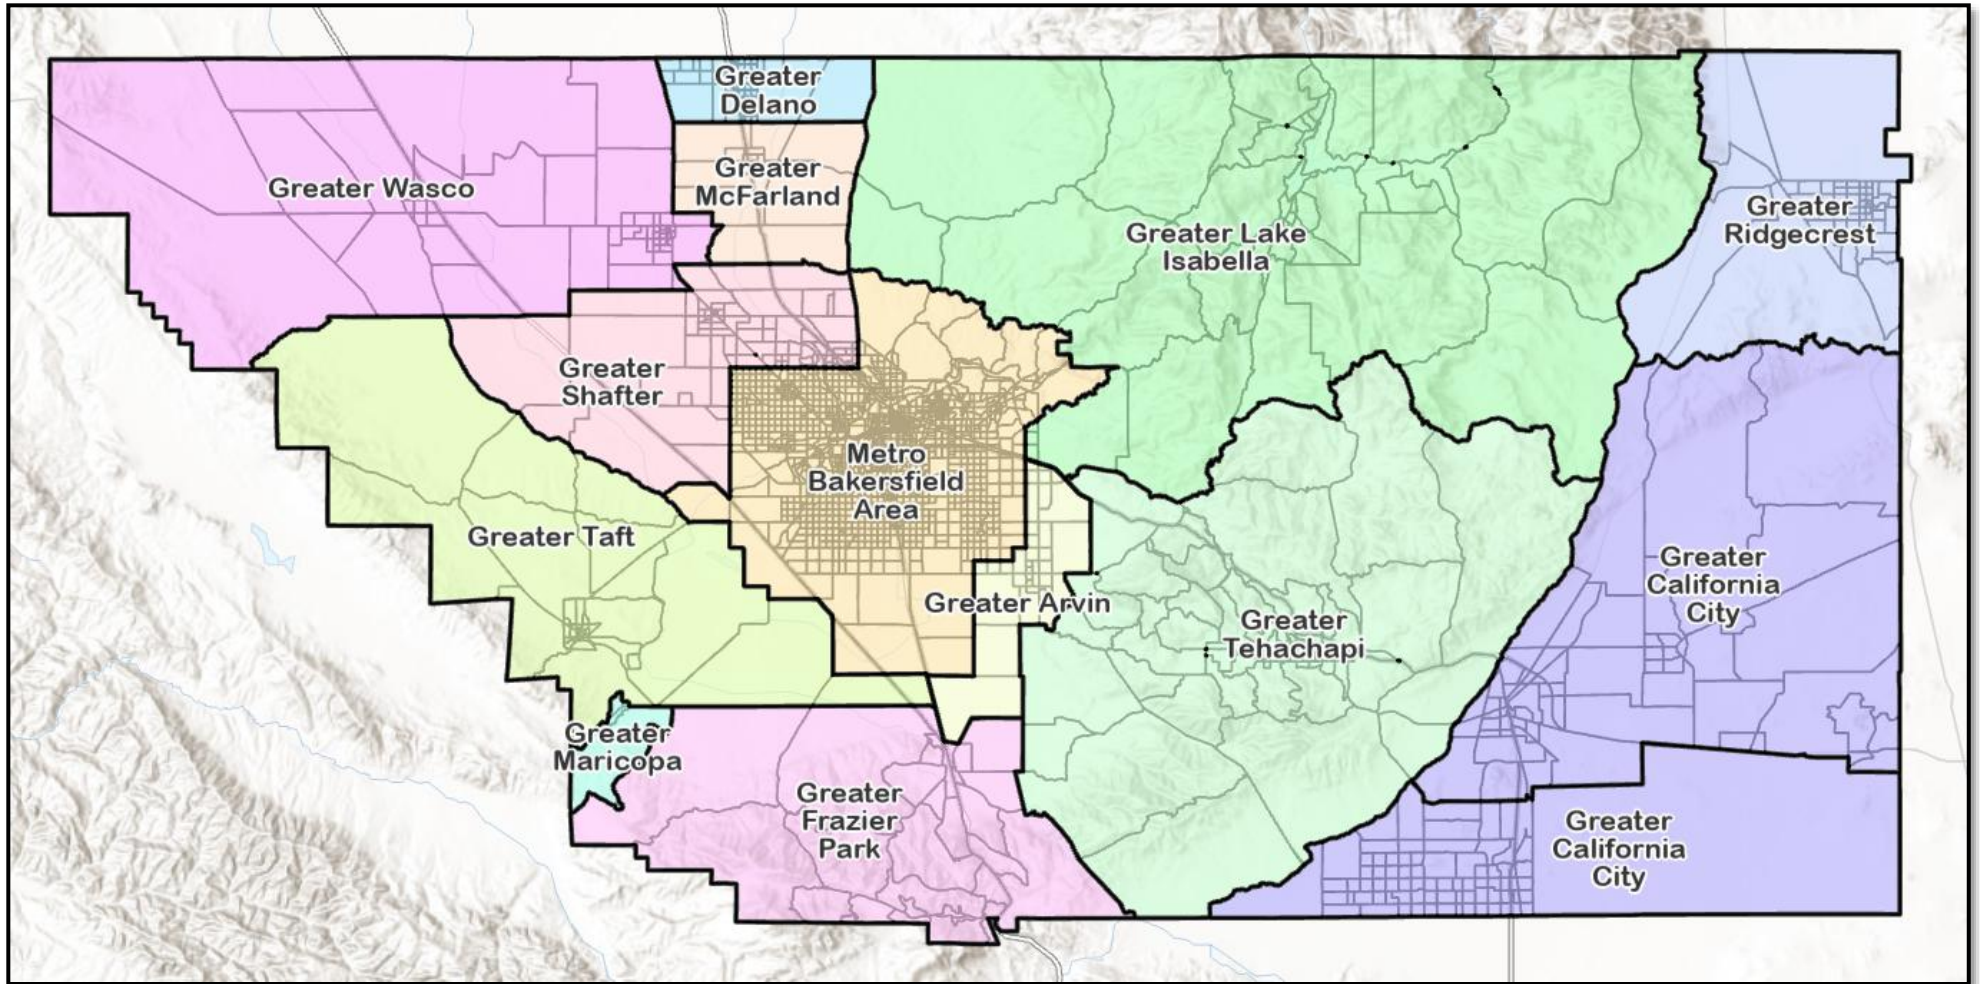 Greater
Delano
Greater
McFarland
Greater Wasco
Greater Lake
Isabella
Greater
Ridgecrest
Greater
Shafter
Metro
Bakersfield
Area
Greater Taft
Greater Arvin
Greater
Tehachapi
Greater
California
City
Greater
Maricopa
Greater
Frazier
Park
Greater
California
City